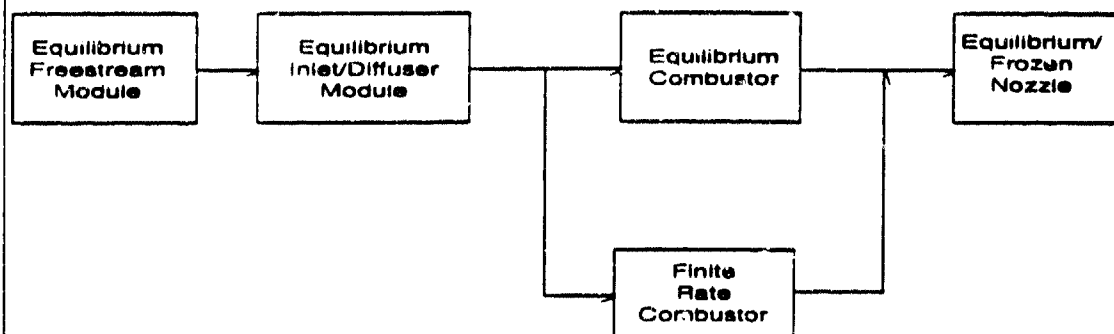 Equilibrium
Freestream
Module
Equilibrium
Inlet/Diffuser
Module
Equilibrium
Combustor
Equilibrium/
Frozen
Nozzle
Finite
Rate
Combustor